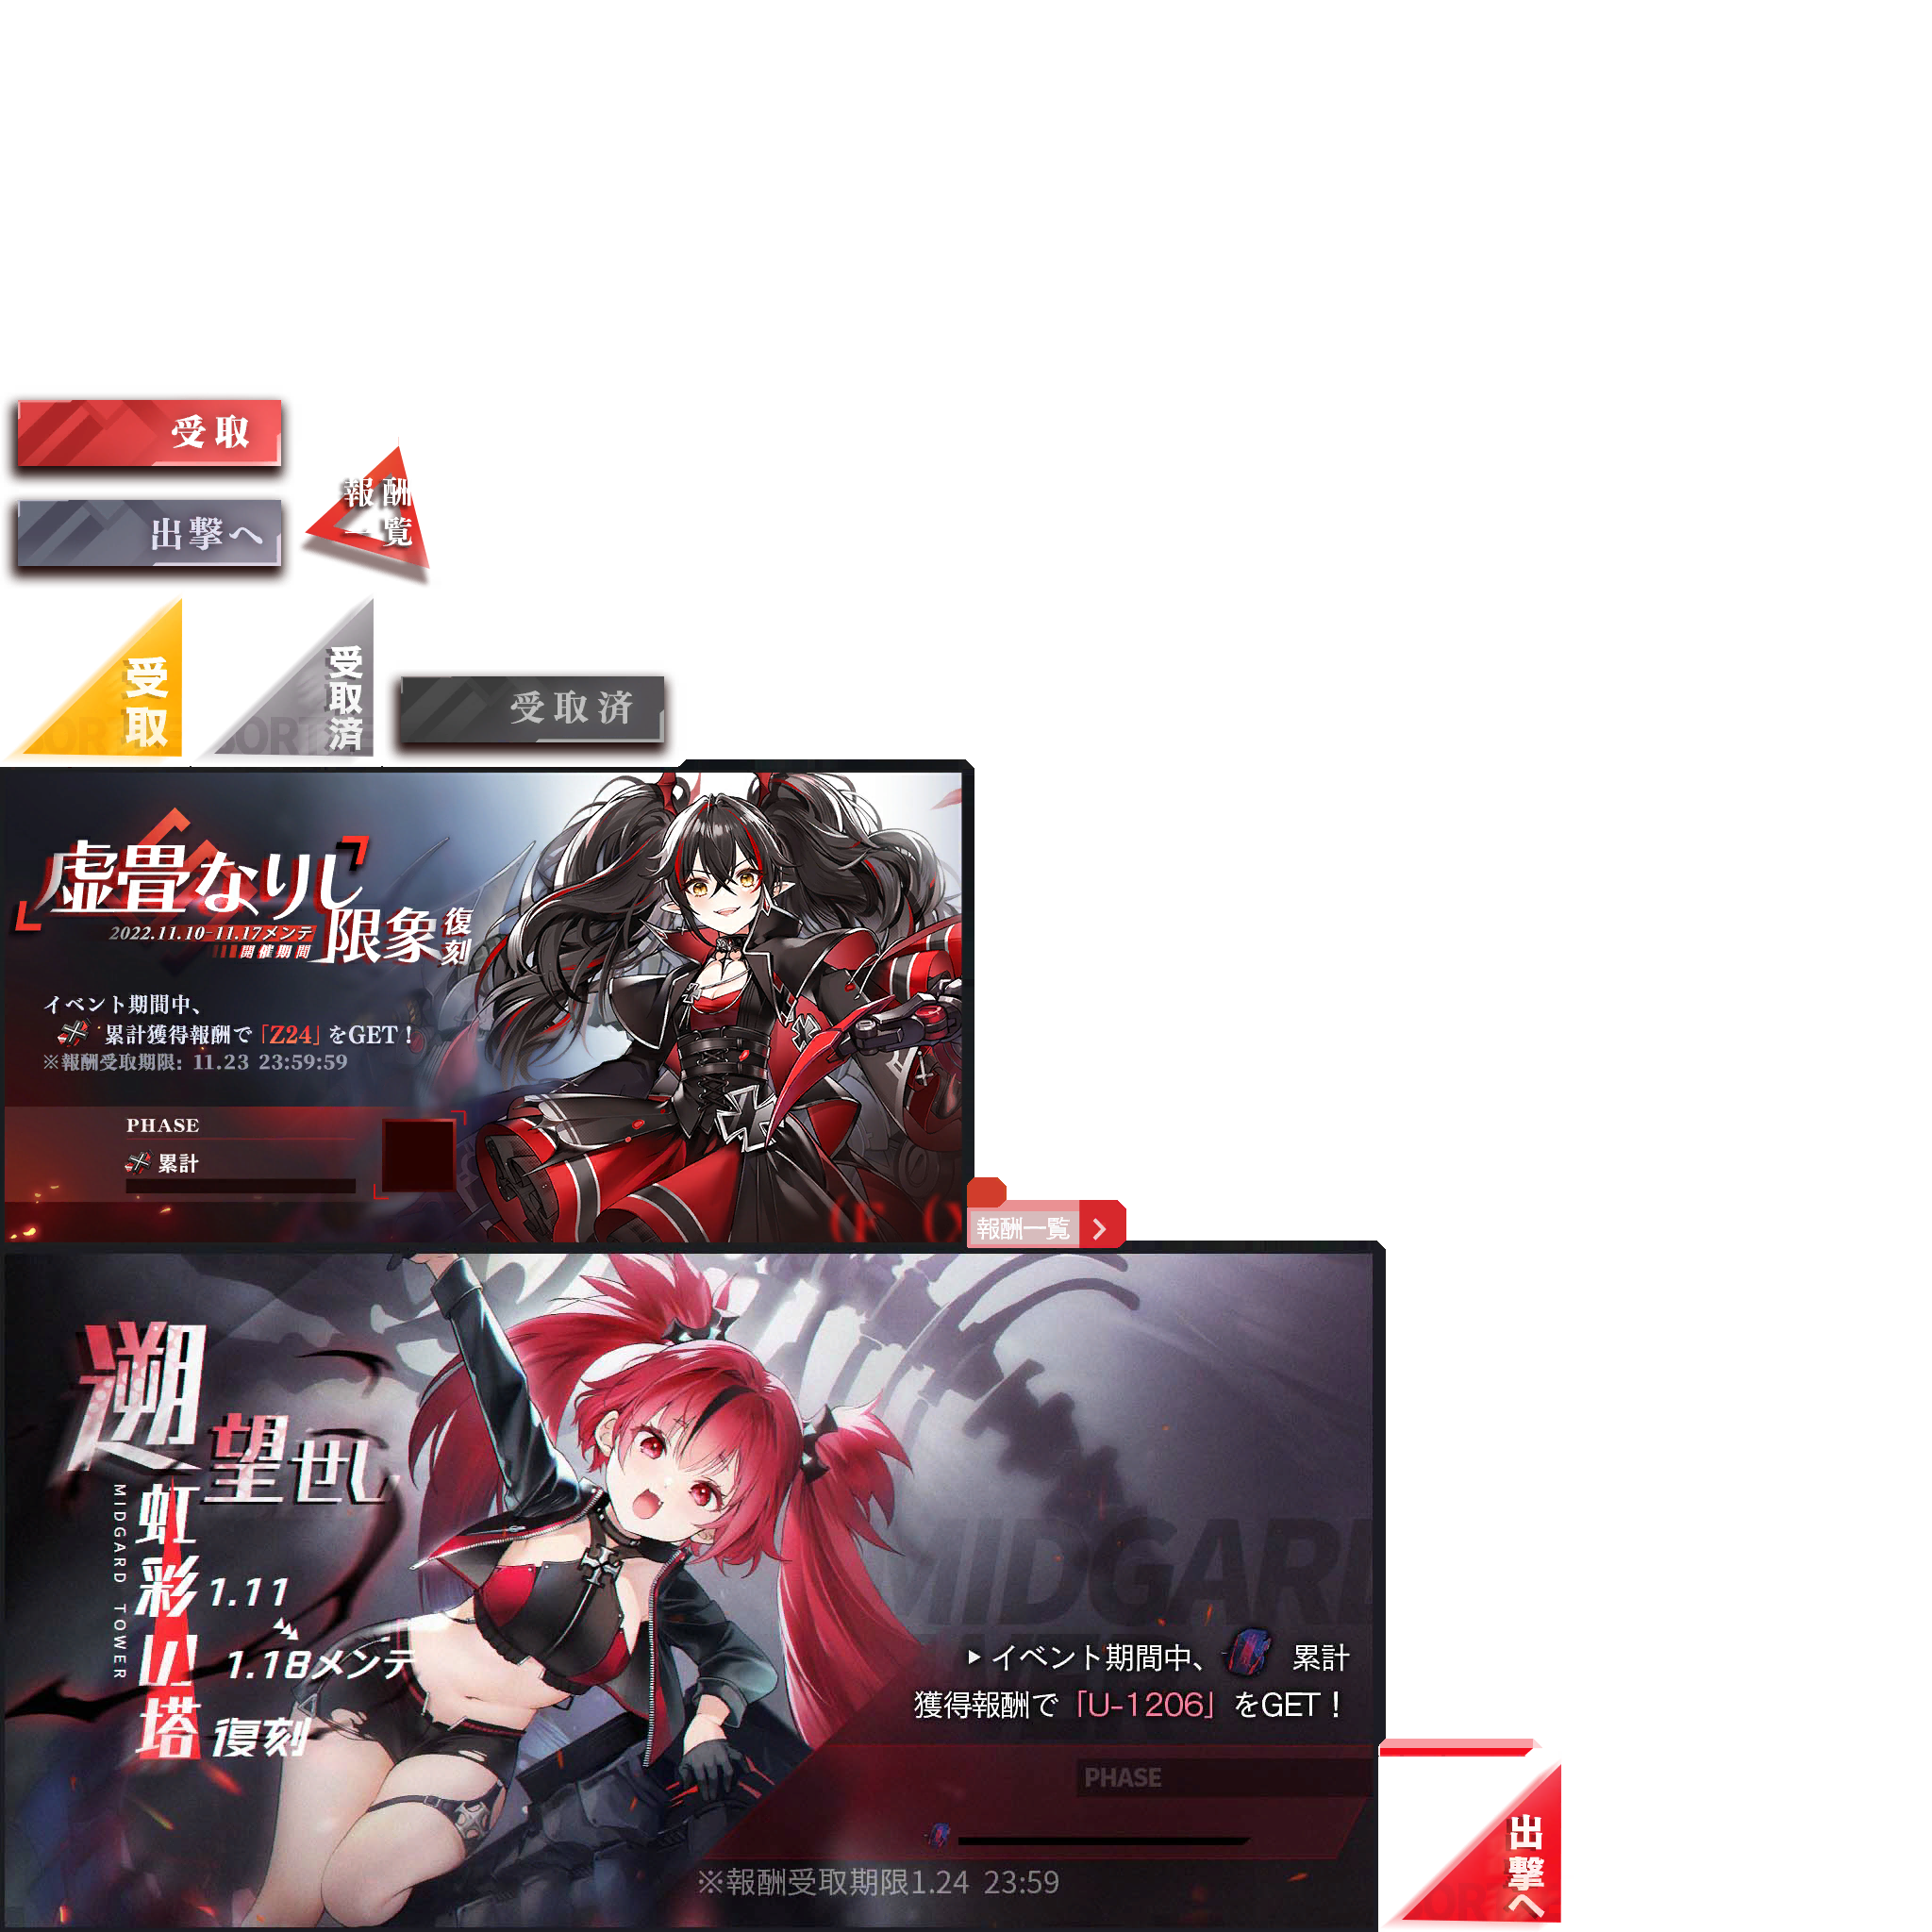 受取
出撃へ
報酬
一覧
受取
受取済
受取済
虚畳なりし
限象
復刻
2022.11.10-11.17メンテ
開催期間
イベント期間中、
累計獲得報酬で「Z24」をGET！
※報酬受取期限: 11.23 23:59:59
PHASE
累計
報酬一覧
遡望せし
虹彩の塔
MIDGARD TOWER
1.11
1.18メンテ
復刻
MIDGARD
イベント期間中、 累計
獲得報酬で「U-1206」をGET！
PHASE
※報酬受取期限1.24 23:59
出撃へ